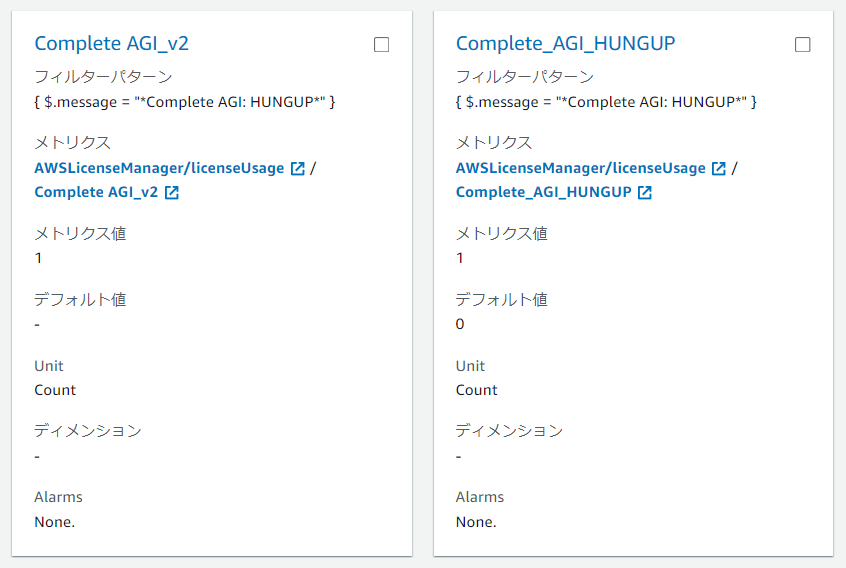 Complete AGI_v2
フィルターパターン
{ $.message = "*Complete AGI: HUNGUP*" }
メトリクス
AWSLicenseManager/licenseUsage /
Complete AGI_v2
メトリクス値
1
デフォルト値
-
Unit
Count
ディメンション
-
Alarms
None.
Complete_AGI_HUNGUP
フィルターパターン
{ $.message = "*Complete AGI: HUNGUP*" }
メトリクス
AWSLicenseManager/licenseUsage /
Complete_AGI_HUNGUP
メトリクス値
1
デフォルト値
0
Unit
Count
ディメンション
-
Alarms
None.